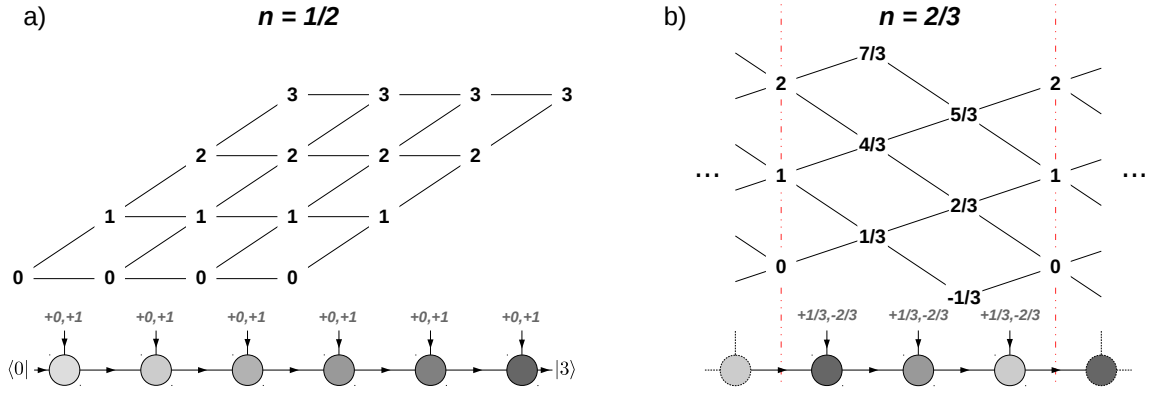 a) n = 1/2
3 3 3 3
2 2 2 2
1 1 1 1
0 0 0 0
+0,+1 +0,+1 +0,+1 +0,+1 +0,+1 +0,+1
⟨0| |3⟩
b) n = 2/3
7/3
2 2
5/3
4/3
... 1 1 ...
2/3
1/3
0 0
-1/3
+1/3,-2/3 +1/3,-2/3 +1/3,-2/3